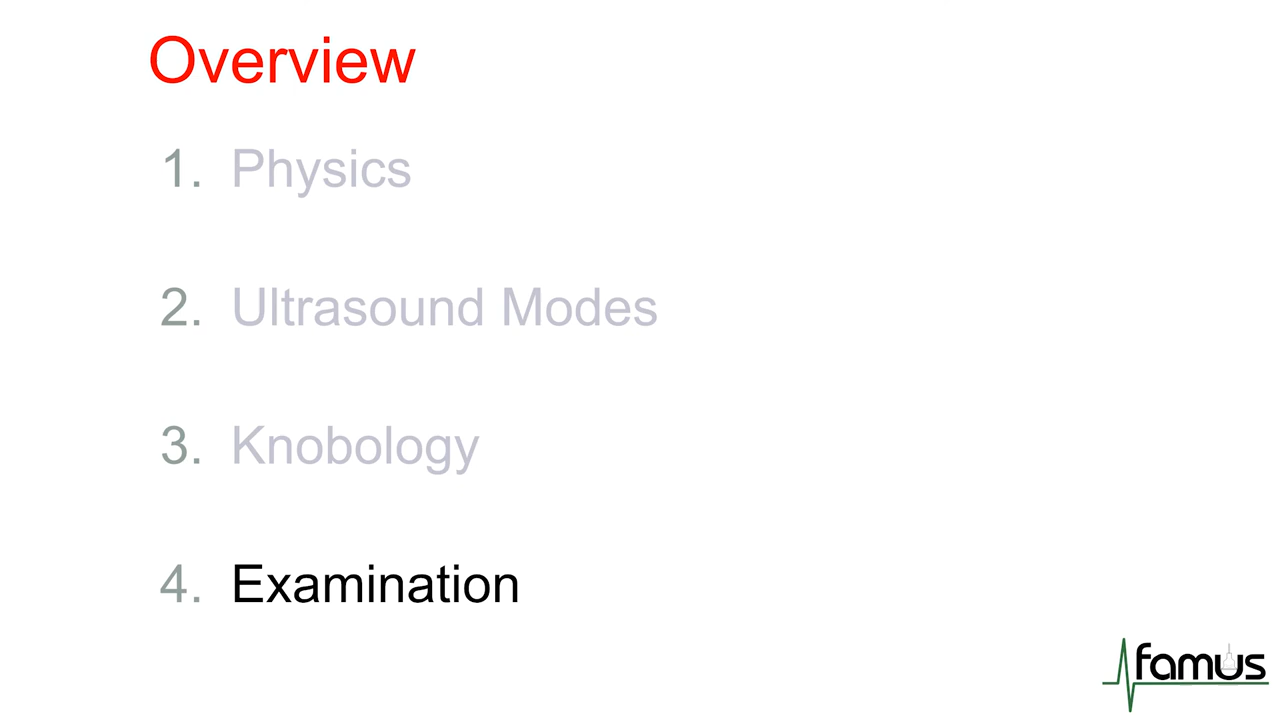 Overview
1. Physics
2. Ultrasound Modes
3. Knobology
4. Examination
famus